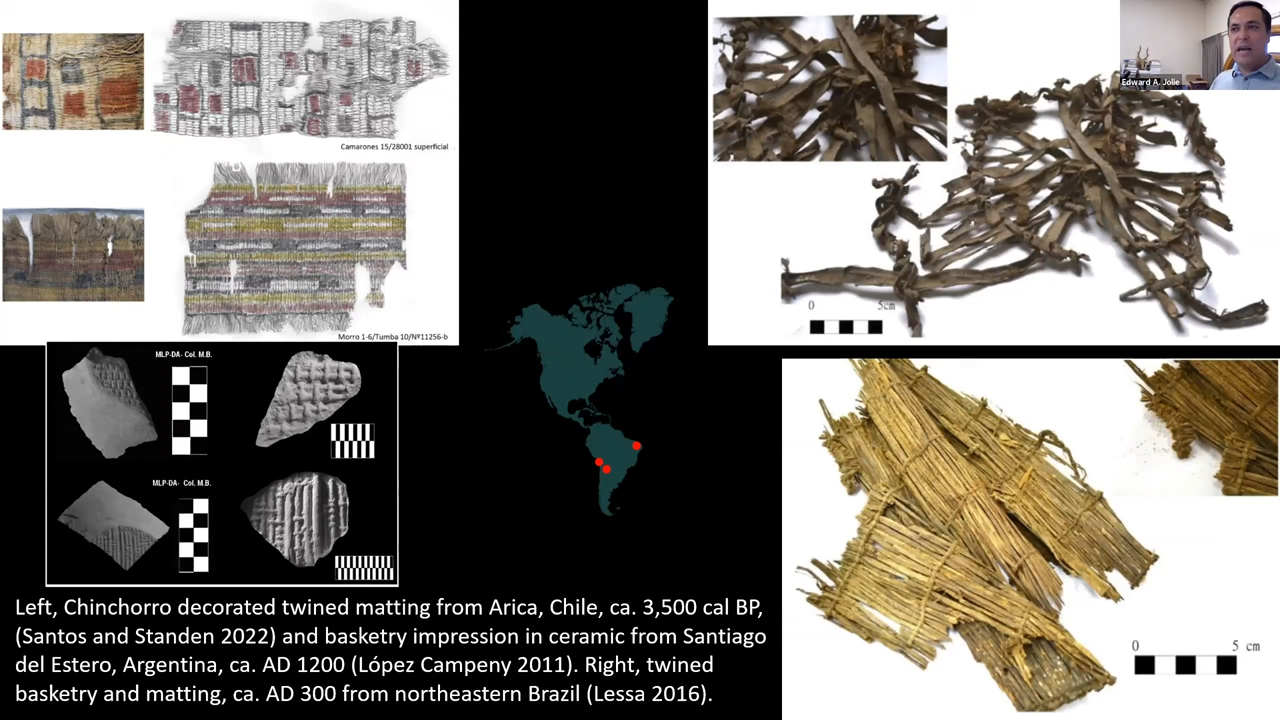 Edward A. Jolie
Camarones 15/28001 superficial
Morro 1-6/Tumba 10/Nº11256-b
0 5cm
MLP-DA- Col. M.B.
MLP-DA- Col. M.B.
0 5 cm
Left, Chinchorro decorated twined matting from Arica, Chile, ca. 3,500 cal BP,
(Santos and Standen 2022) and basketry impression in ceramic from Santiago
del Estero, Argentina, ca. AD 1200 (López Campeny 2011). Right, twined
basketry and matting, ca. AD 300 from northeastern Brazil (Lessa 2016).